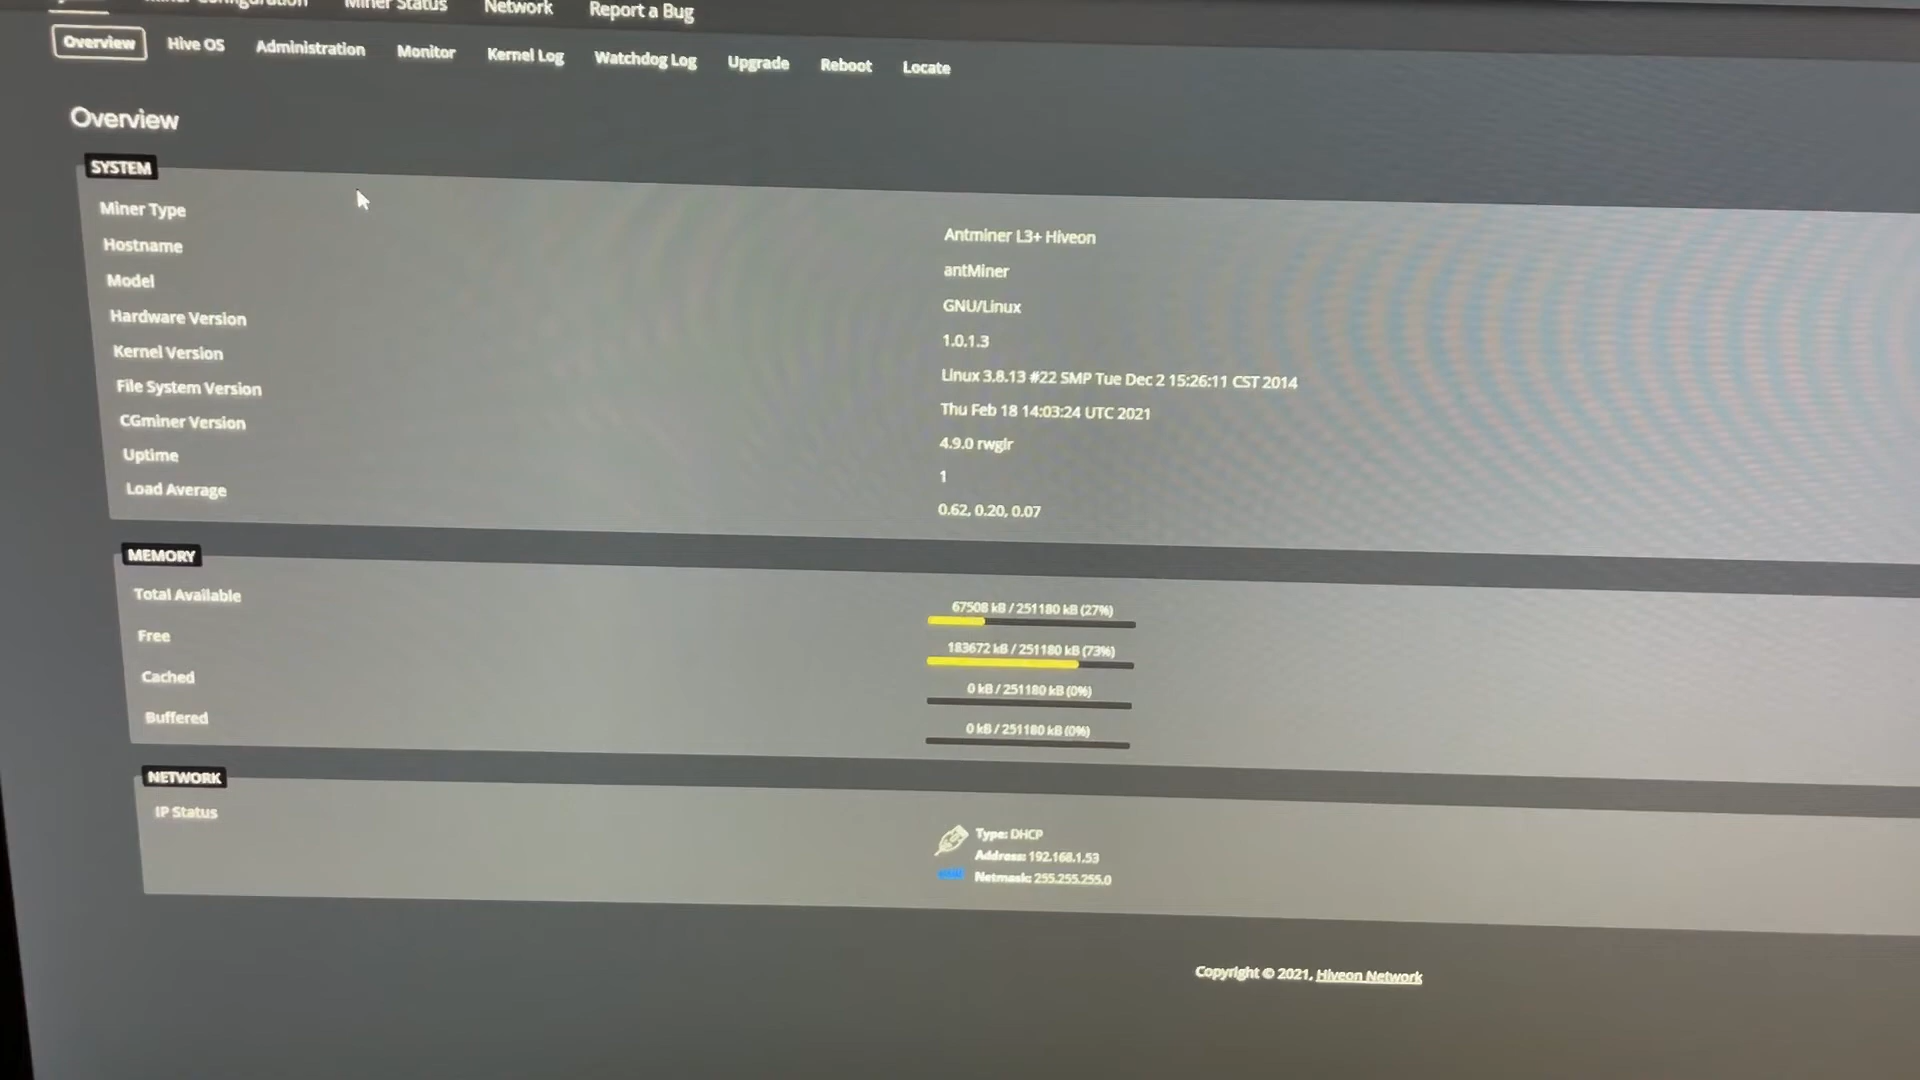 Miner Configuration Miner Status Network Report a Bug
Overview Hive OS Administration Monitor Kernel Log Watchdog Log Upgrade Reboot Locate
Overview
SYSTEM
Miner Type Antminer L3+ Hiveon
Hostname antMiner
Model GNU/Linux
Hardware Version 1.0.1.3
Kernel Version Linux 3.8.13 #22 SMP Tue Dec 2 15:26:11 CST 2014
File System Version Thu Feb 18 14:03:24 UTC 2021
CGminer Version 4.9.0 rwglr
Uptime 1
Load Average 0.62, 0.20, 0.07
MEMORY
Total Available 67508 kB / 251180 kB (27%)
Free 183672 kB / 251180 kB (73%)
Cached 0 kB / 251180 kB (0%)
Buffered 0 kB / 251180 kB (0%)
NETWORK
IP Status Type: DHCP
Address: 192.168.1.53
Netmask: 255.255.255.0
Copyright © 2021, Hiveon Network